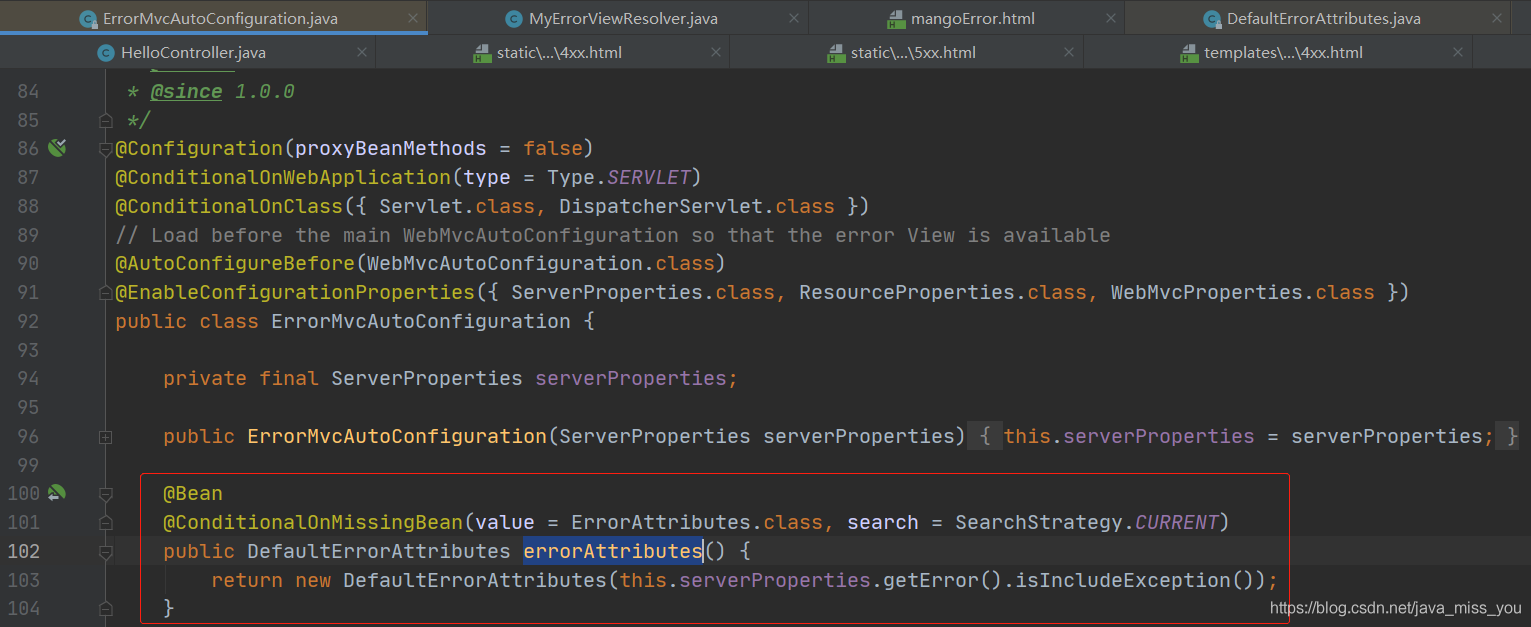 ErrorMvcAutoConfiguration.java MyErrorViewResolver.java mangoError.html DefaultErrorAttributes.java
HelloController.java static\...\4xx.html static\...\5xx.html templates\...\4xx.html
84 * @since 1.0.0
85 */
86 @Configuration(proxyBeanMethods = false)
87 @ConditionalOnWebApplication(type = Type.SERVLET)
88 @ConditionalOnClass({ Servlet.class, DispatcherServlet.class })
89 // Load before the main WebMvcAutoConfiguration so that the error View is available
90 @AutoConfigureBefore(WebMvcAutoConfiguration.class)
91 @EnableConfigurationProperties({ ServerProperties.class, ResourceProperties.class, WebMvcProperties.class })
92 public class ErrorMvcAutoConfiguration {
93
94 private final ServerProperties serverProperties;
95
96 public ErrorMvcAutoConfiguration(ServerProperties serverProperties) { this.serverProperties = serverProperties; }
99
100 @Bean
101 @ConditionalOnMissingBean(value = ErrorAttributes.class, search = SearchStrategy.CURRENT)
102 public DefaultErrorAttributes errorAttributes() {
103 return new DefaultErrorAttributes(this.serverProperties.getError().isIncludeException());
104 }
https://blog.csdn.net/java_miss_you